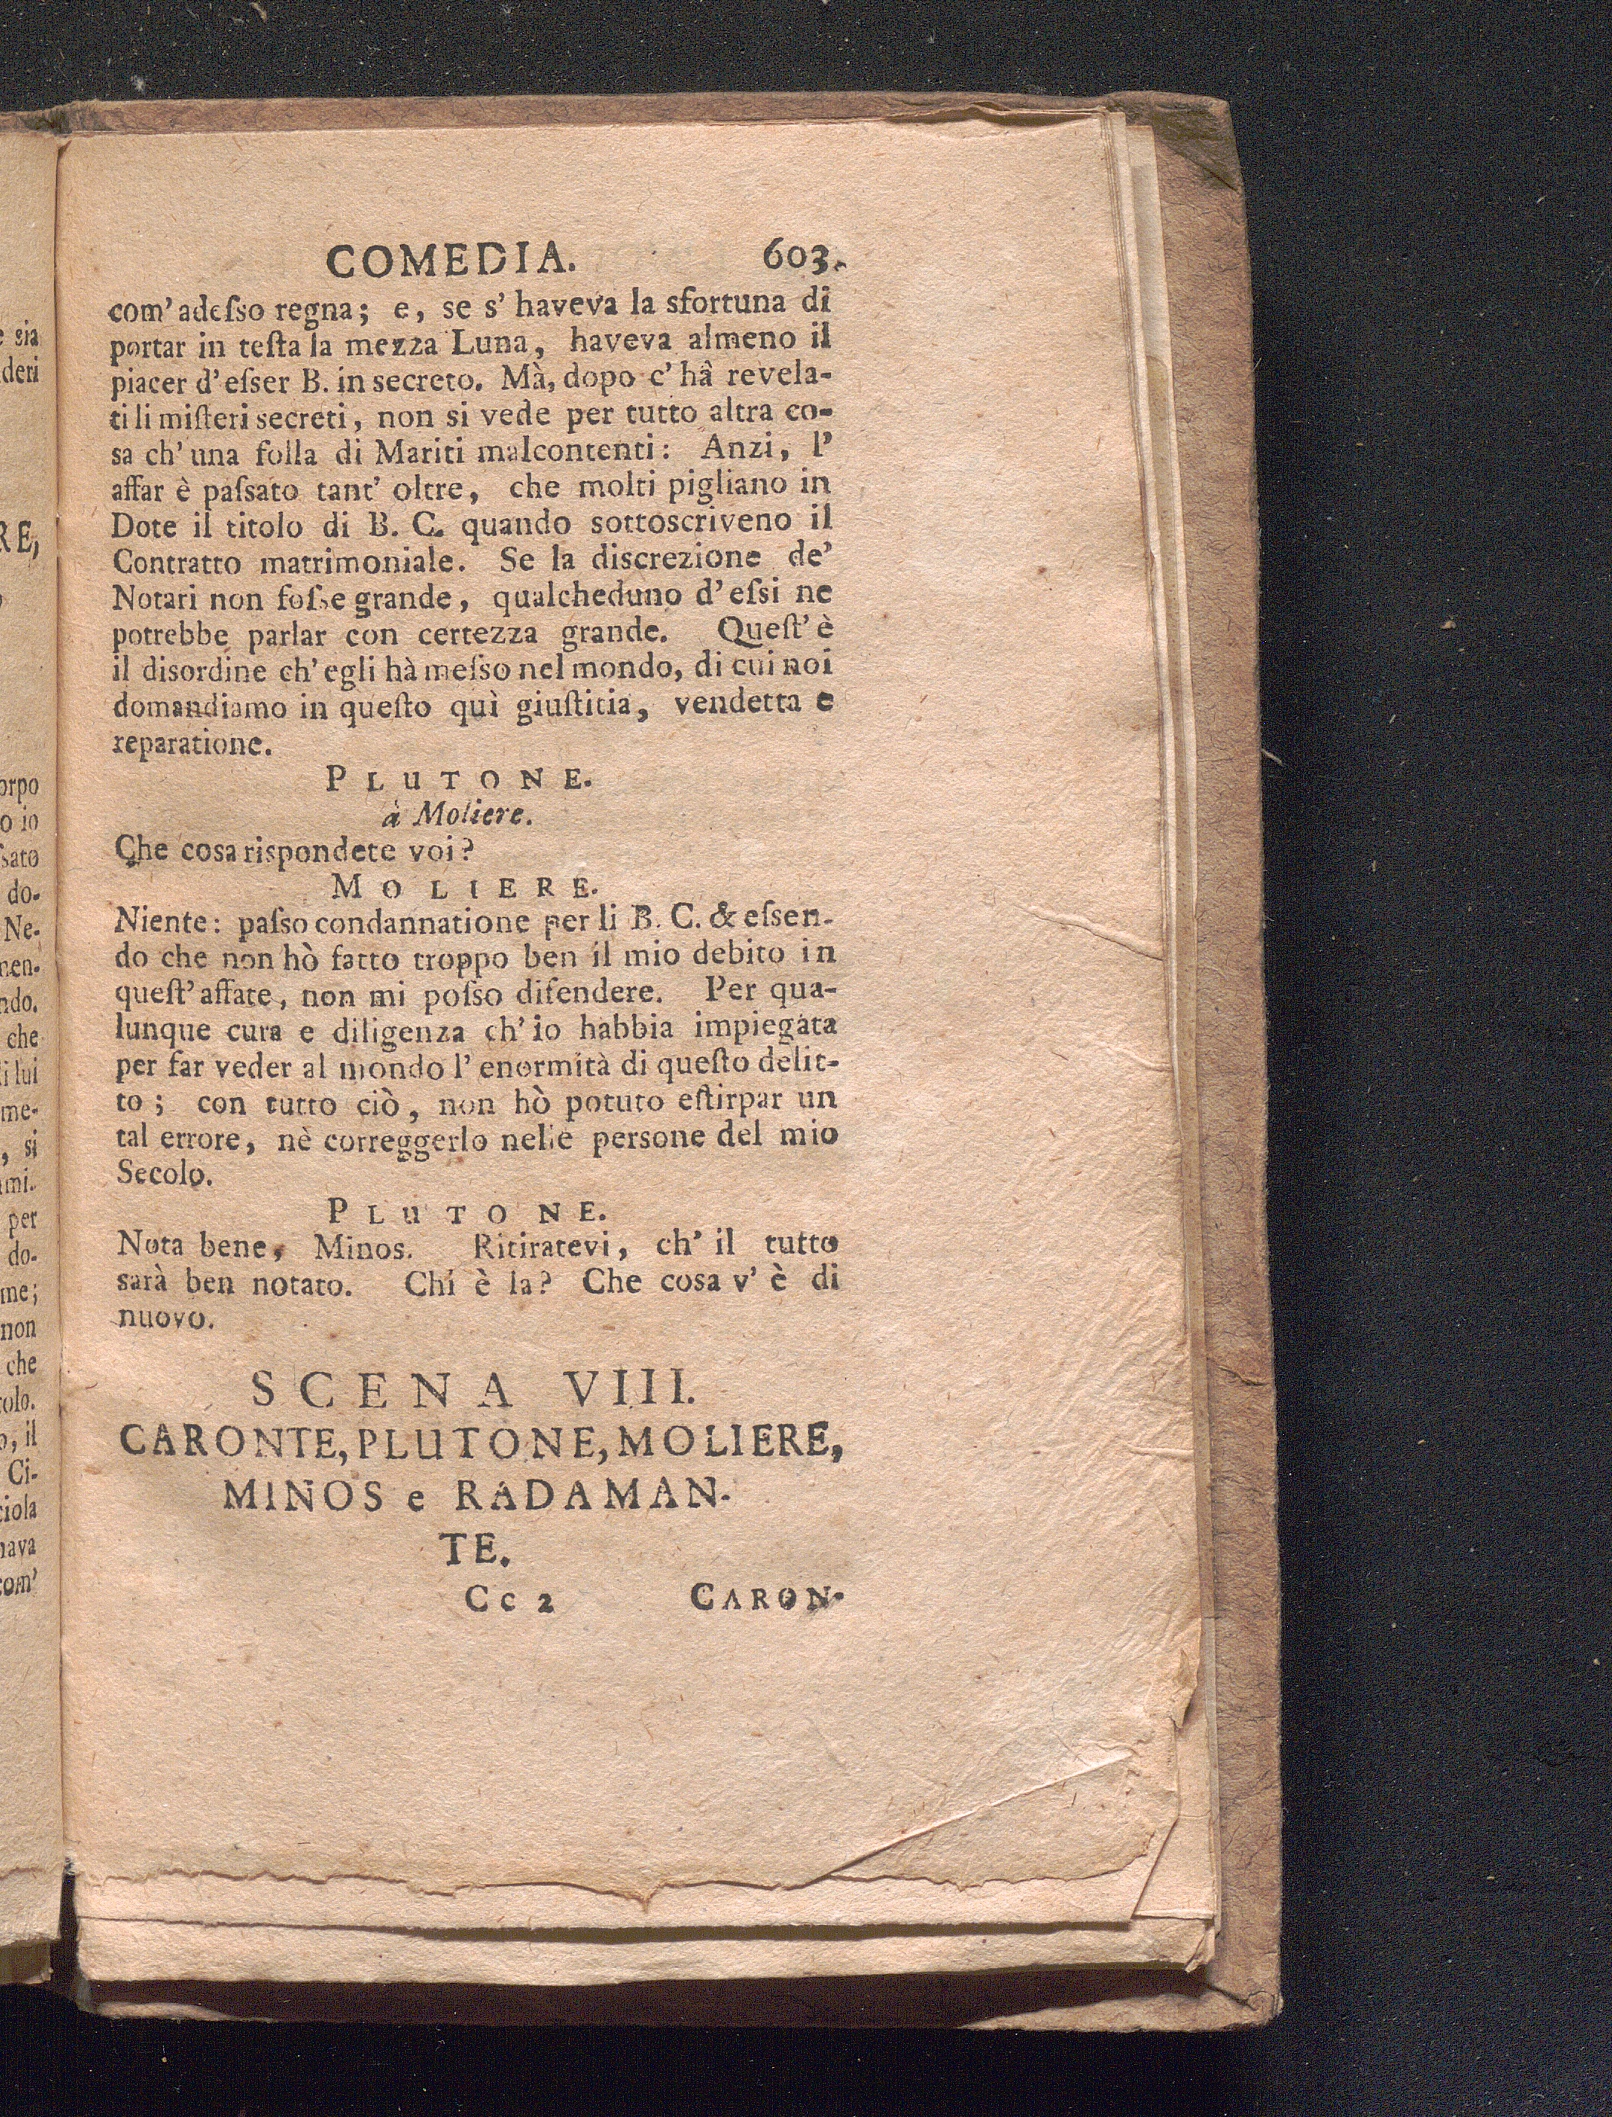 COMEDIA. 603.
com' adeſso regna; e, se s' haveva la sfortuna di
portar in teſta la mezza Luna, haveva almeno il
piacer d' eſser B. in secreto. Mà, dopo c' hà revela-
ti li miſteri secreti, non si vede per tutto altra co-
sa ch' una folla di Mariti malcontenti: Anzi, l'
affar è paſsato tant' oltre, che molti pigliano in
Dote il titolo di B. C. quando sottoscriveno il
Contratto matrimoniale. Se la discrezione de'
Notari non foſse grande, qualcheduno d' eſsi ne
potrebbe parlar con certezza grande. Queſt' è
il disordine ch' egli hà meſso nel mondo, di cui noi
domandiamo in queſto quì giuſtitia, vendetta e
reparatione.
PLUTONE.
à Moliere.
Che cosa rispondete voi?
MOLIERE.
Niente: paſso condannatione per li B. C. & eſsen-
do che non hò fatto troppo ben il mio debito in
queſt' affate, non mi poſso difendere. Per qua-
lunque cura e diligenza ch' io habbia impiegata
per far veder al mondo l' enormità di queſto delit-
to; con tutto ciò, non hò potuto eſtirpar un
tal errore, nè correggerlo nelle persone del mio
Secolo.
PLUTONE.
Nota bene, Minos. Ritiratevi, ch' il tutto
sarà ben notato. Chi è la? Che cosa v' è di
nuovo.
SCENA VIII.
CARONTE, PLUTONE, MOLIERE,
MINOS e RADAMAN-
TE.
Cc 2 CARON-